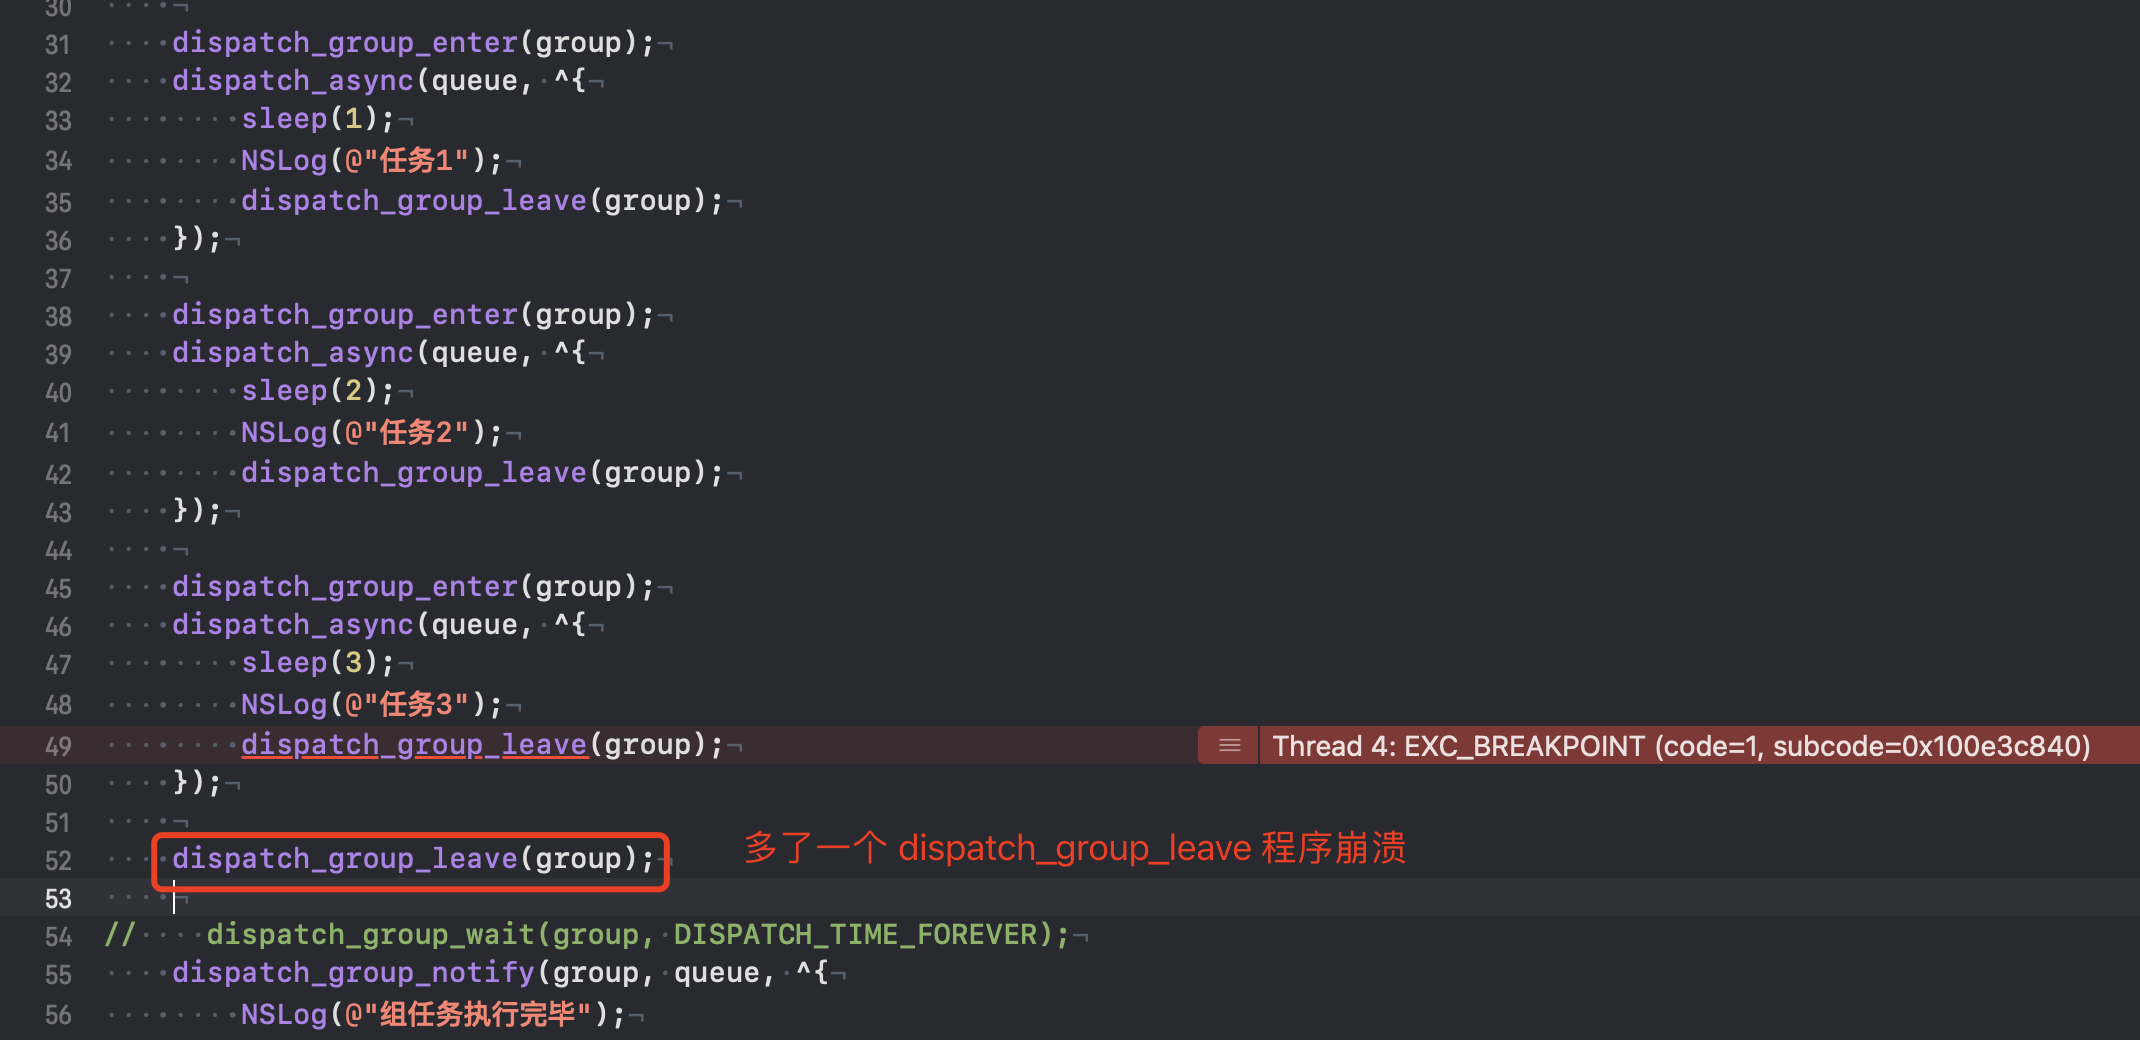 30
31 dispatch_group_enter(group);¬
32 dispatch_async(queue, ^{¬
33 sleep(1);¬
34 NSLog(@"任务1");¬
35 dispatch_group_leave(group);¬
36 });¬
37 ¬
38 dispatch_group_enter(group);¬
39 dispatch_async(queue, ^{¬
40 sleep(2);¬
41 NSLog(@"任务2");¬
42 dispatch_group_leave(group);¬
43 });¬
44 ¬
45 dispatch_group_enter(group);¬
46 dispatch_async(queue, ^{¬
47 sleep(3);¬
48 NSLog(@"任务3");¬
49 dispatch_group_leave(group);¬ Thread 4: EXC_BREAKPOINT (code=1, subcode=0x100e3c840)
50 });¬
51 ¬
52 dispatch_group_leave(group);¬ 多了一个 dispatch_group_leave 程序崩溃
53 ¬
54 // dispatch_group_wait(group, DISPATCH_TIME_FOREVER);¬
55 dispatch_group_notify(group, queue, ^{¬
56 NSLog(@"组任务执行完毕");¬